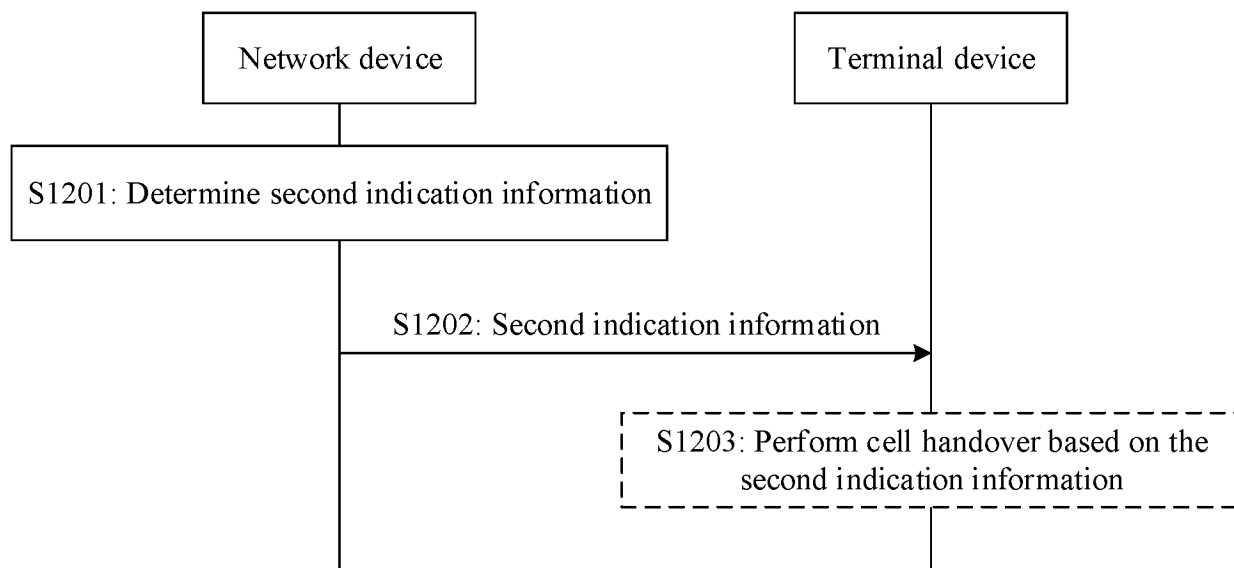 Network device
Terminal device
S1201: Determine second indication information
S1202: Second indication information
S1203: Perform cell handover based on the
second indication information